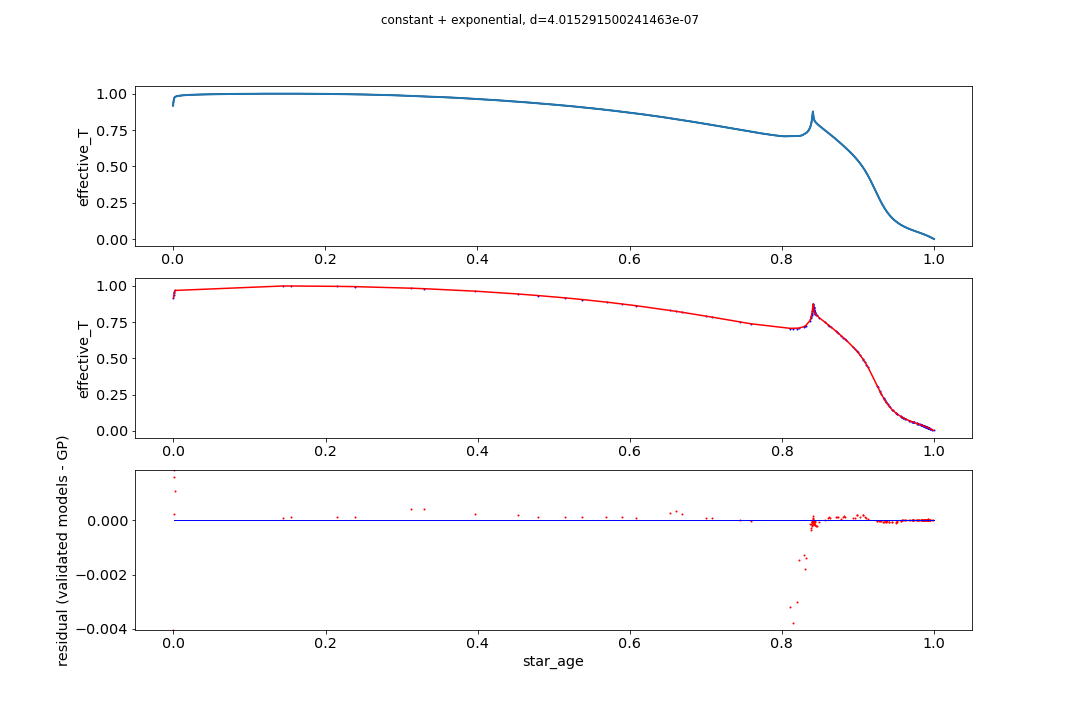 constant + exponential, d=4.015291500241463e-07
effective_T
1.00
0.75
0.50
0.25
0.00
0.0 0.2 0.4 0.6 0.8 1.0
effective_T
1.00
0.75
0.50
0.25
0.00
0.0 0.2 0.4 0.6 0.8 1.0
residual (validated models - GP)
0.000
−0.002
−0.004
0.0 0.2 0.4 0.6 0.8 1.0
star_age